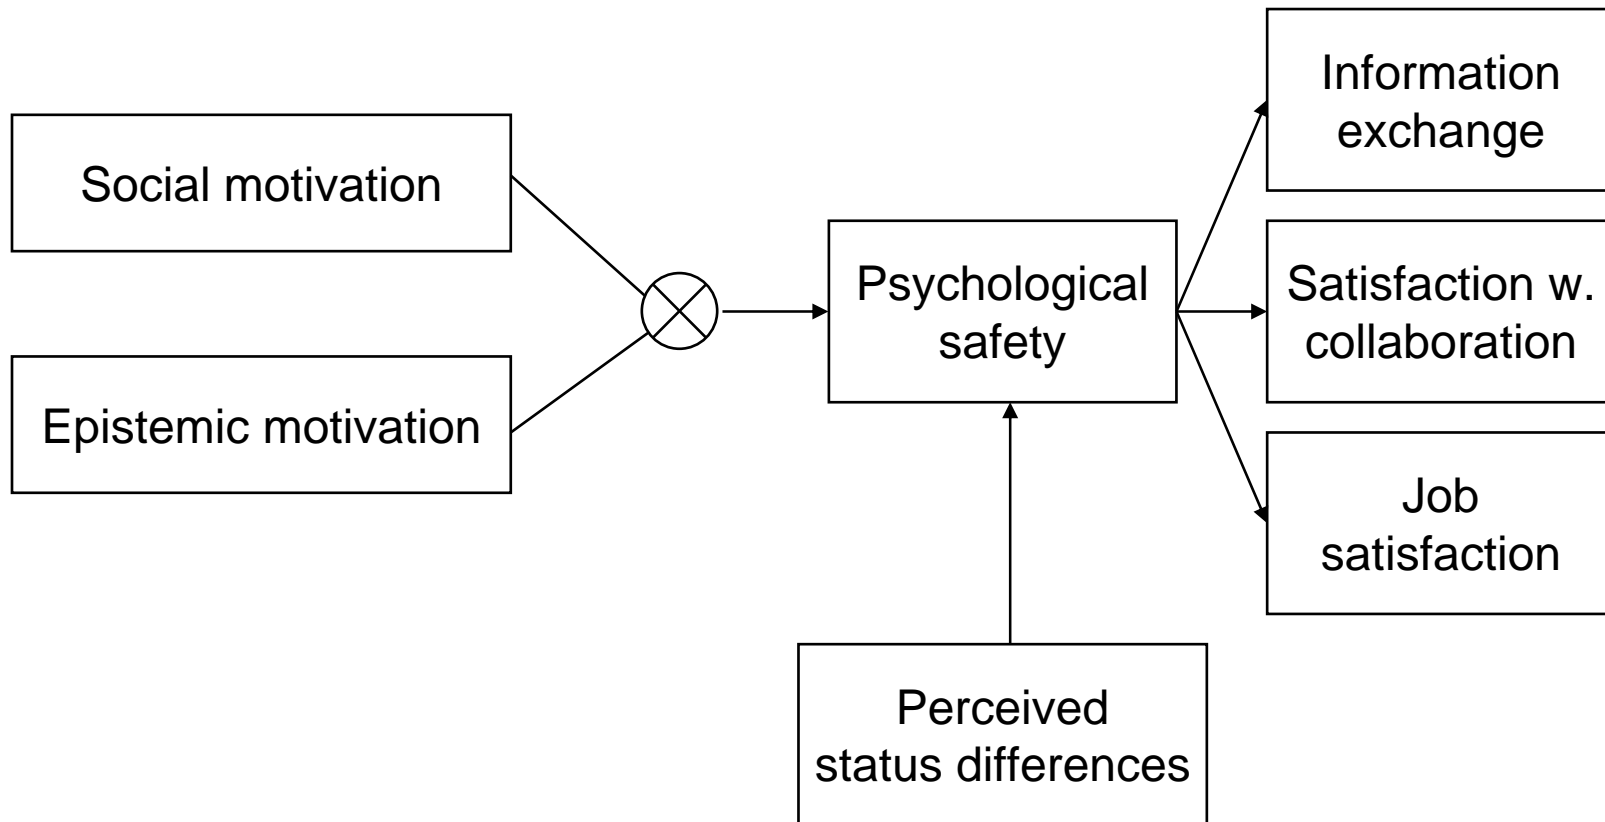 Social motivation
Epistemic motivation
Psychological
safety
Information
exchange
Satisfaction w.
collaboration
Job
satisfaction
Perceived
status differences